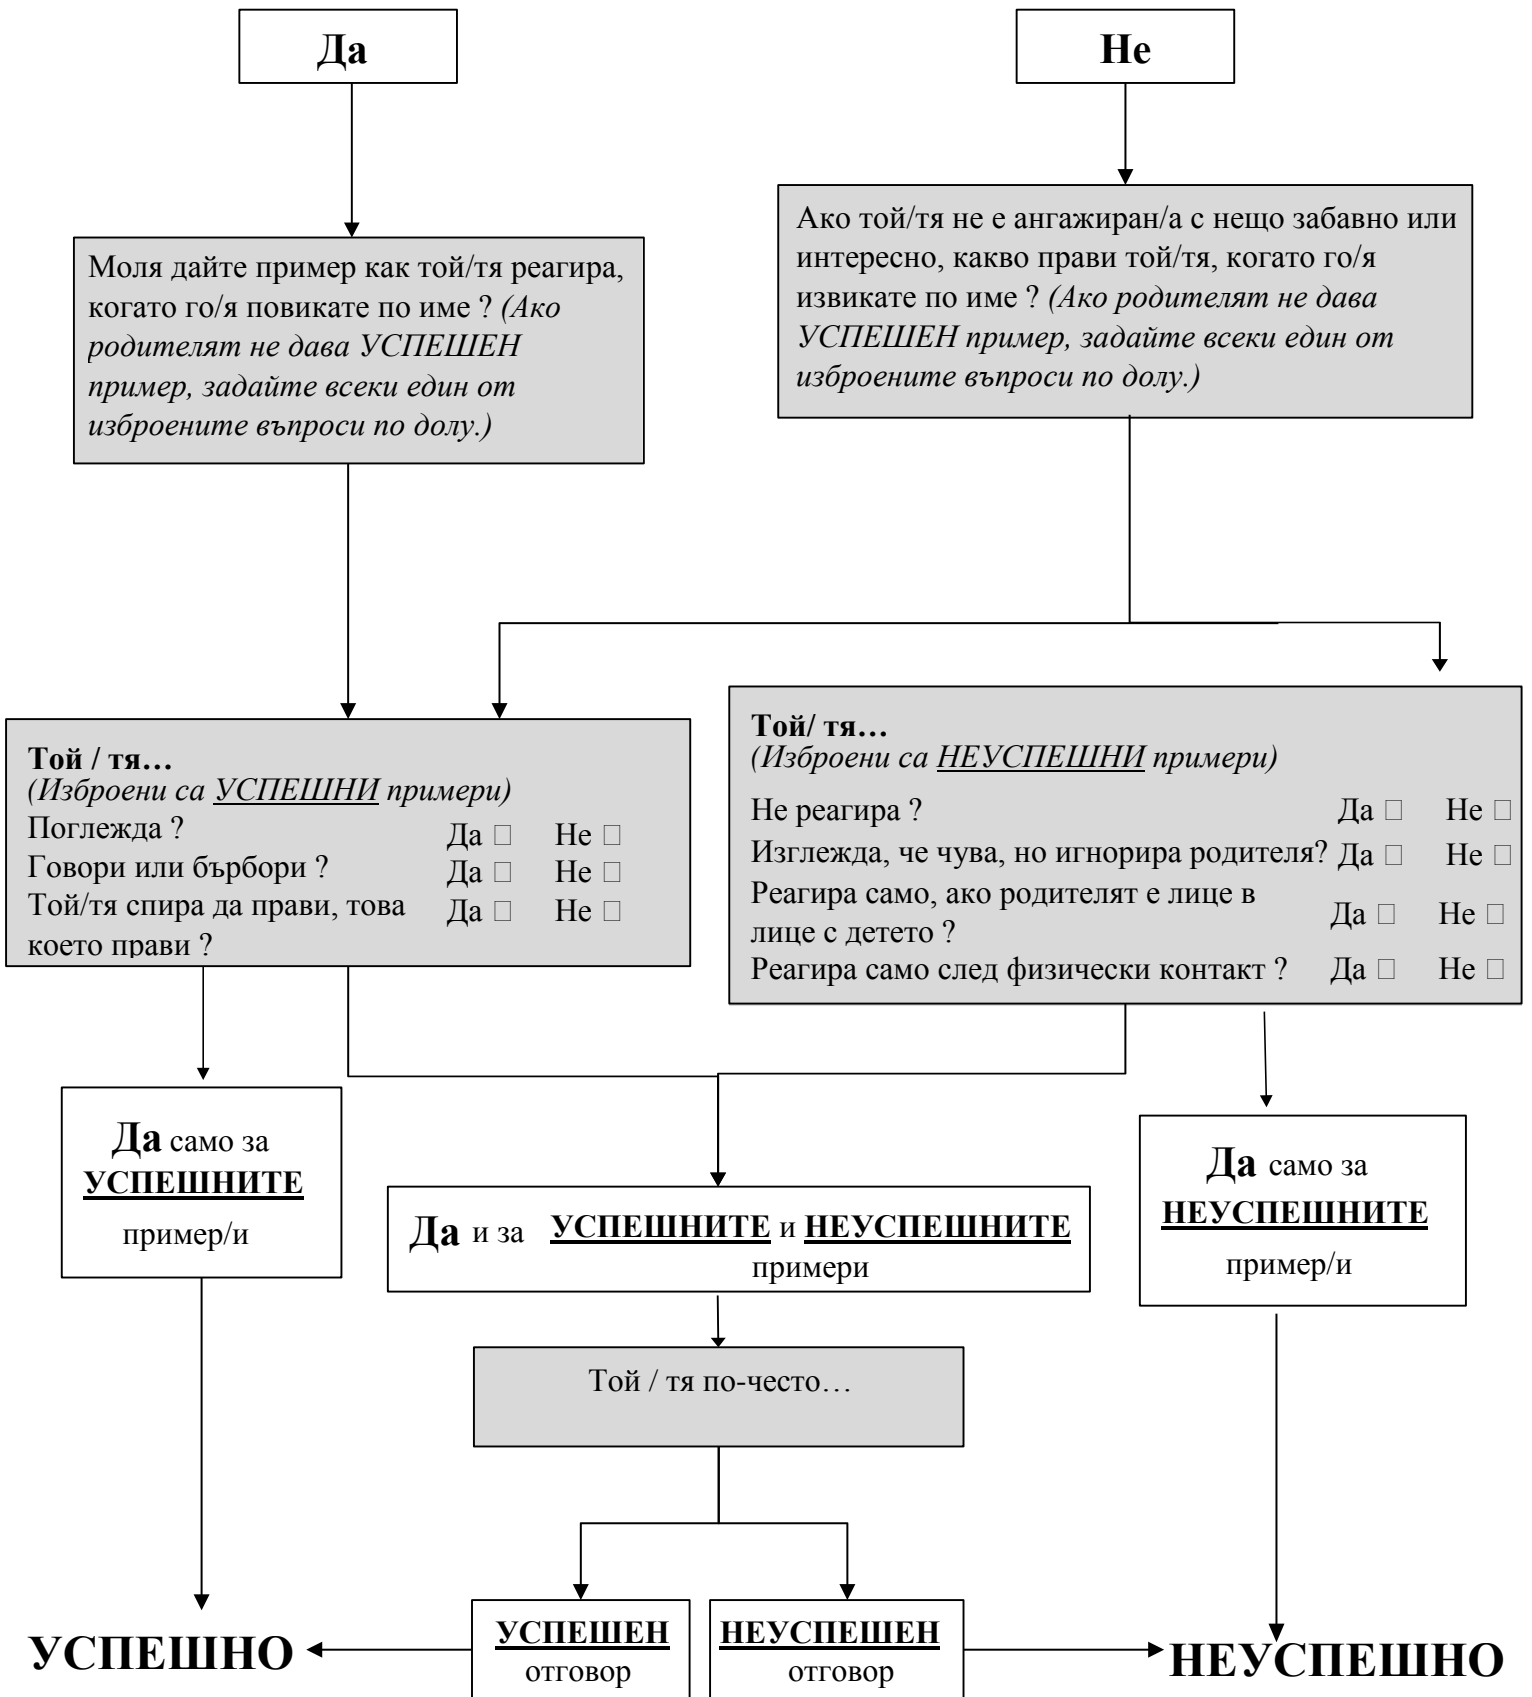 Да
Не
Моля дайте пример как той/тя реагира,
когато го/я повикате по име ? (Ако
родителят не дава УСПЕШЕН
пример, задайте всеки един от
изброените въпроси по долу.)
Ако той/тя не е ангажиран/а с нещо забавно или
интересно, какво прави той/тя, когато го/я
извикате по име ? (Ако родителят не дава
УСПЕШЕН пример, задайте всеки един от
изброените въпроси по долу.)
Той / тя…
(Изброени са УСПЕШНИ примери)
Поглежда ? Да □ Не □
Говори или бърбори ? Да □ Не □
Той/тя спира да прави, това Да □ Не □
което прави ?
Той/ тя…
(Изброени са НЕУСПЕШНИ примери)
Не реагира ? Да □ Не □
Изглежда, че чува, но игнорира родителя? Да □ Не □
Реагира само, ако родителят е лице в
лице с детето ? Да □ Не □
Реагира само след физически контакт ? Да □ Не □
Да само за
УСПЕШНИТЕ
пример/и
Да и за УСПЕШНИТЕ и НЕУСПЕШНИТЕ
примери
Да само за
НЕУСПЕШНИТЕ
пример/и
Той / тя по-често…
УСПЕШНО
УСПЕШЕН
отговор
НЕУСПЕШЕН
отговор
НЕУСПЕШНО